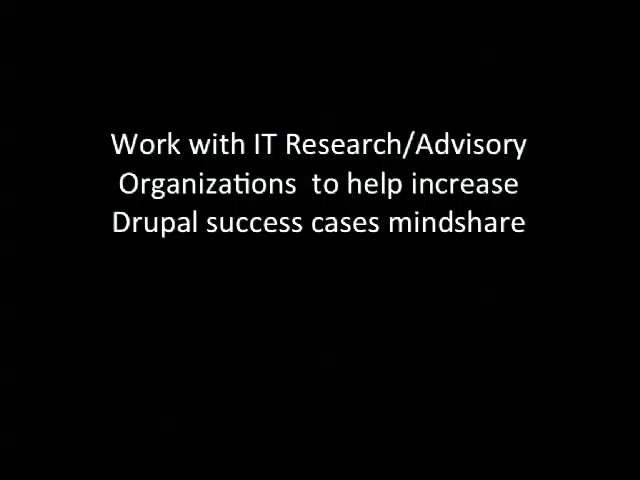 Work with IT Research/Advisory
Organizations  to help increase
Drupal success cases mindshare